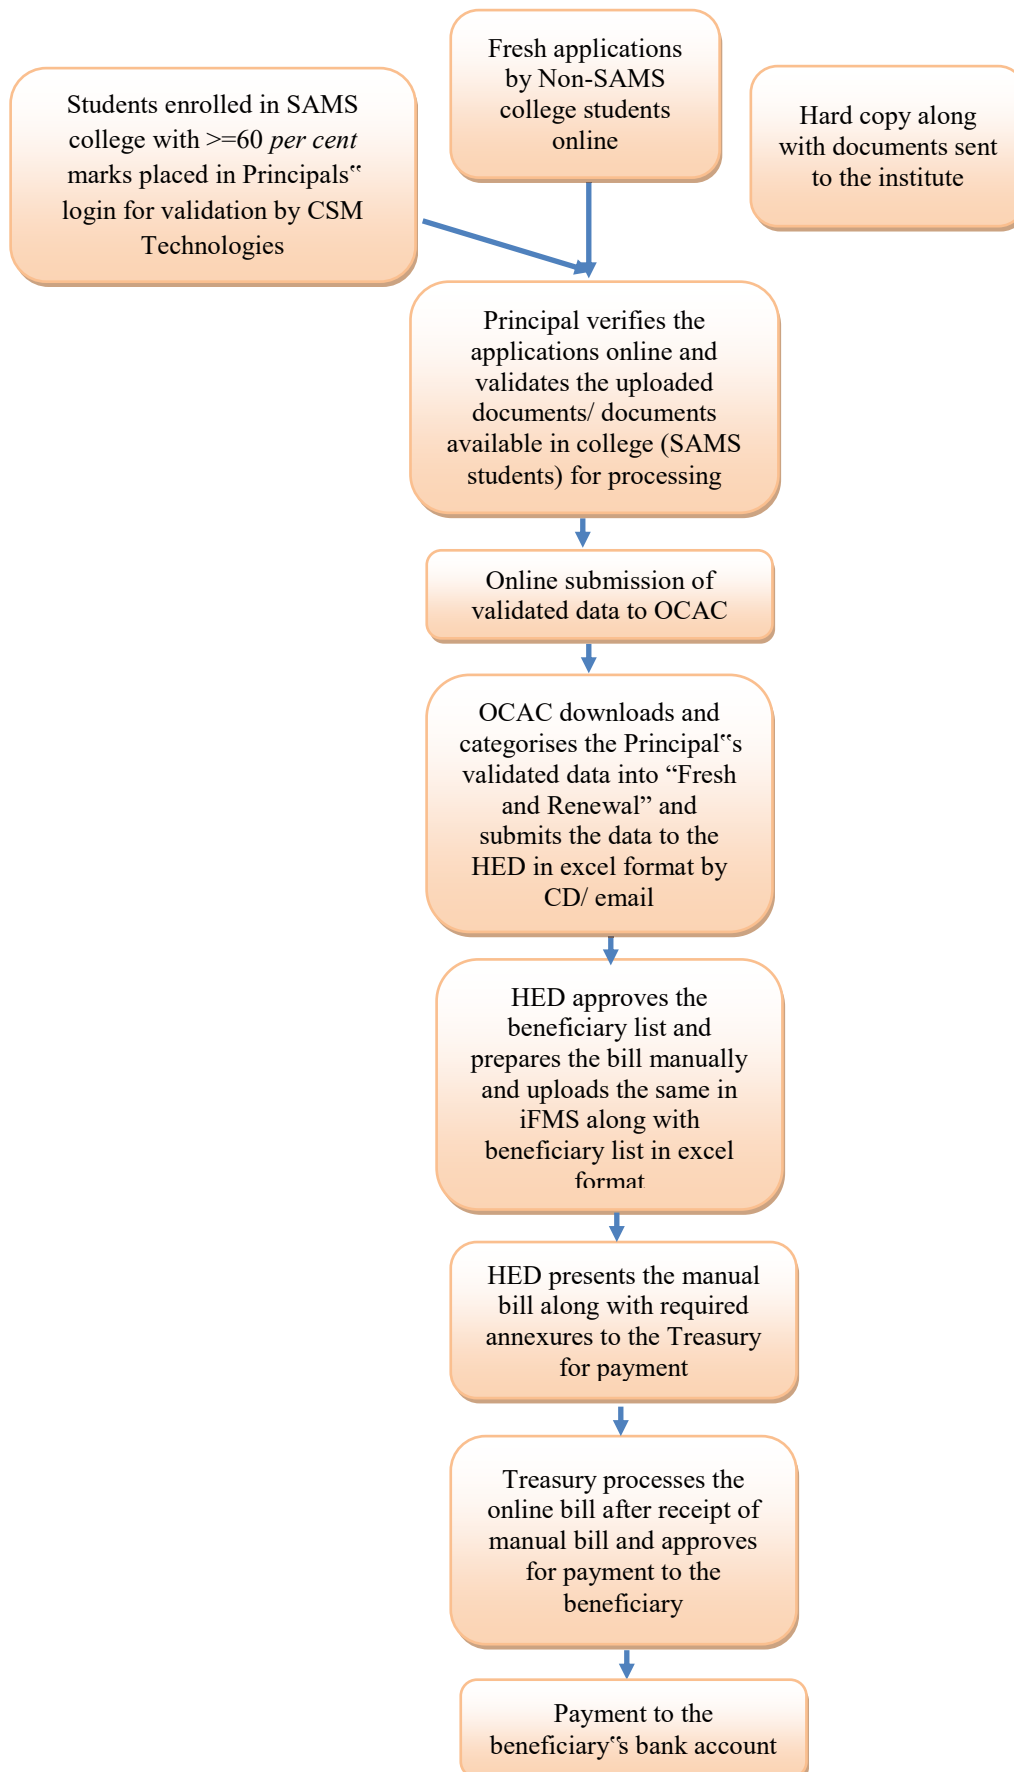 Fresh applications
by Non-SAMS
college students
online
Students enrolled in SAMS
college with >=60 per cent
marks placed in Principals‟
login for validation by CSM
Technologies
Hard copy along
with documents sent
to the institute
Principal verifies the
applications online and
validates the uploaded
documents/ documents
available in college (SAMS
students) for processing
Online submission of
validated data to OCAC
OCAC downloads and
categorises the Principal‟s
validated data into “Fresh
and Renewal” and
submits the data to the
HED in excel format by
CD/ email
HED approves the
beneficiary list and
prepares the bill manually
and uploads the same in
iFMS along with
beneficiary list in excel
format
HED presents the manual
bill along with required
annexures to the Treasury
for payment
Treasury processes the
online bill after receipt of
manual bill and approves
for payment to the
beneficiary
Payment to the
beneficiary‟s bank account